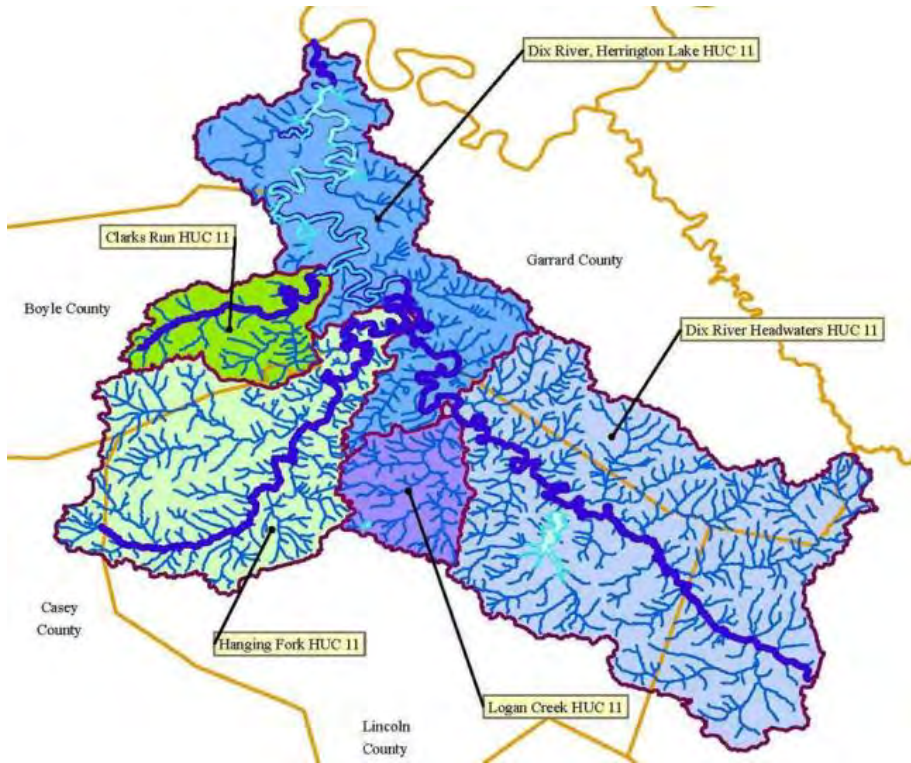 Dix River, Herrington Lake HUC 11
Clarks Run HUC 11
Garrard County
Boyle County
Dix River Headwaters HUC 11
Casey
County
Hanging Fork HUC 11
Logan Creek HUC 11
Lincoln
County